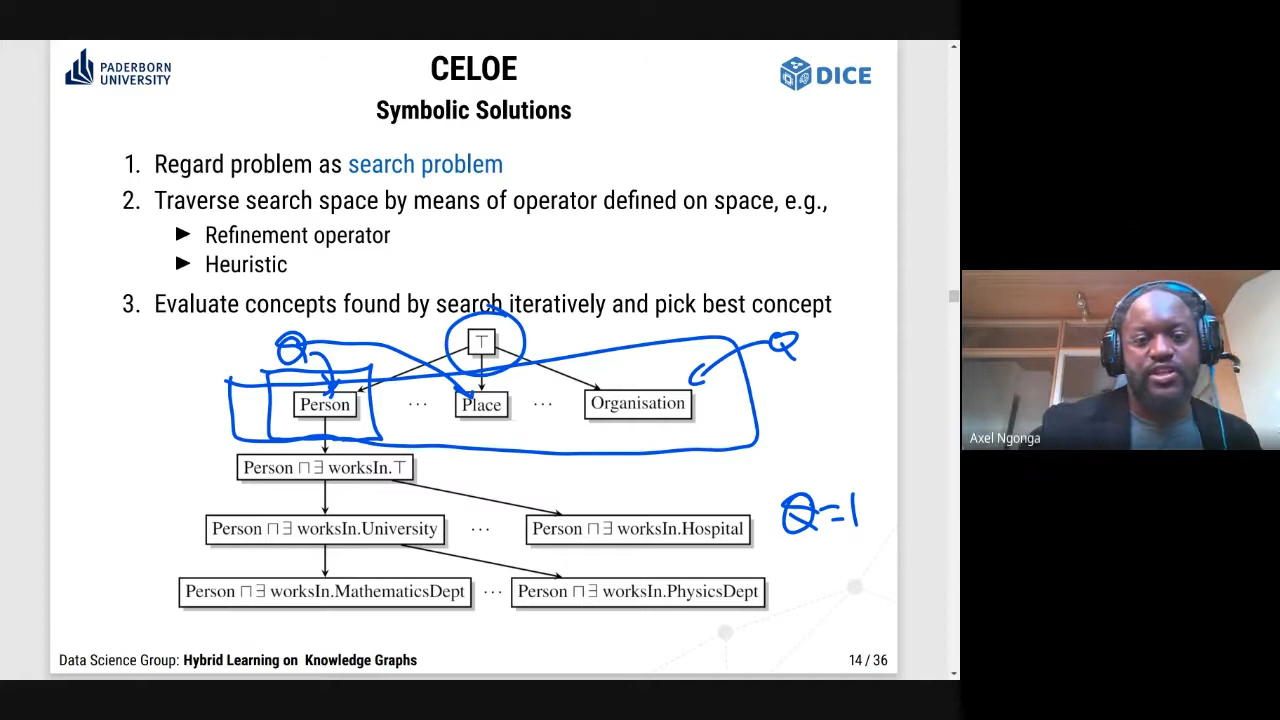 PADERBORN
UNIVERSITY
CELOE
DICE
Symbolic Solutions
1. Regard problem as search problem
2. Traverse search space by means of operator defined on space, e.g.,
▶ Refinement operator
▶ Heuristic
3. Evaluate concepts found by search iteratively and pick best concept
Q ⊤ Q
Person ··· Place ··· Organisation
Person ⊓ ∃ worksIn.⊤
Q=1
Person ⊓ ∃ worksIn.University ··· Person ⊓ ∃ worksIn.Hospital
Person ⊓ ∃ worksIn.MathematicsDept ··· Person ⊓ ∃ worksIn.PhysicsDept
Data Science Group: Hybrid Learning on Knowledge Graphs
14 / 36
Axel Ngonga